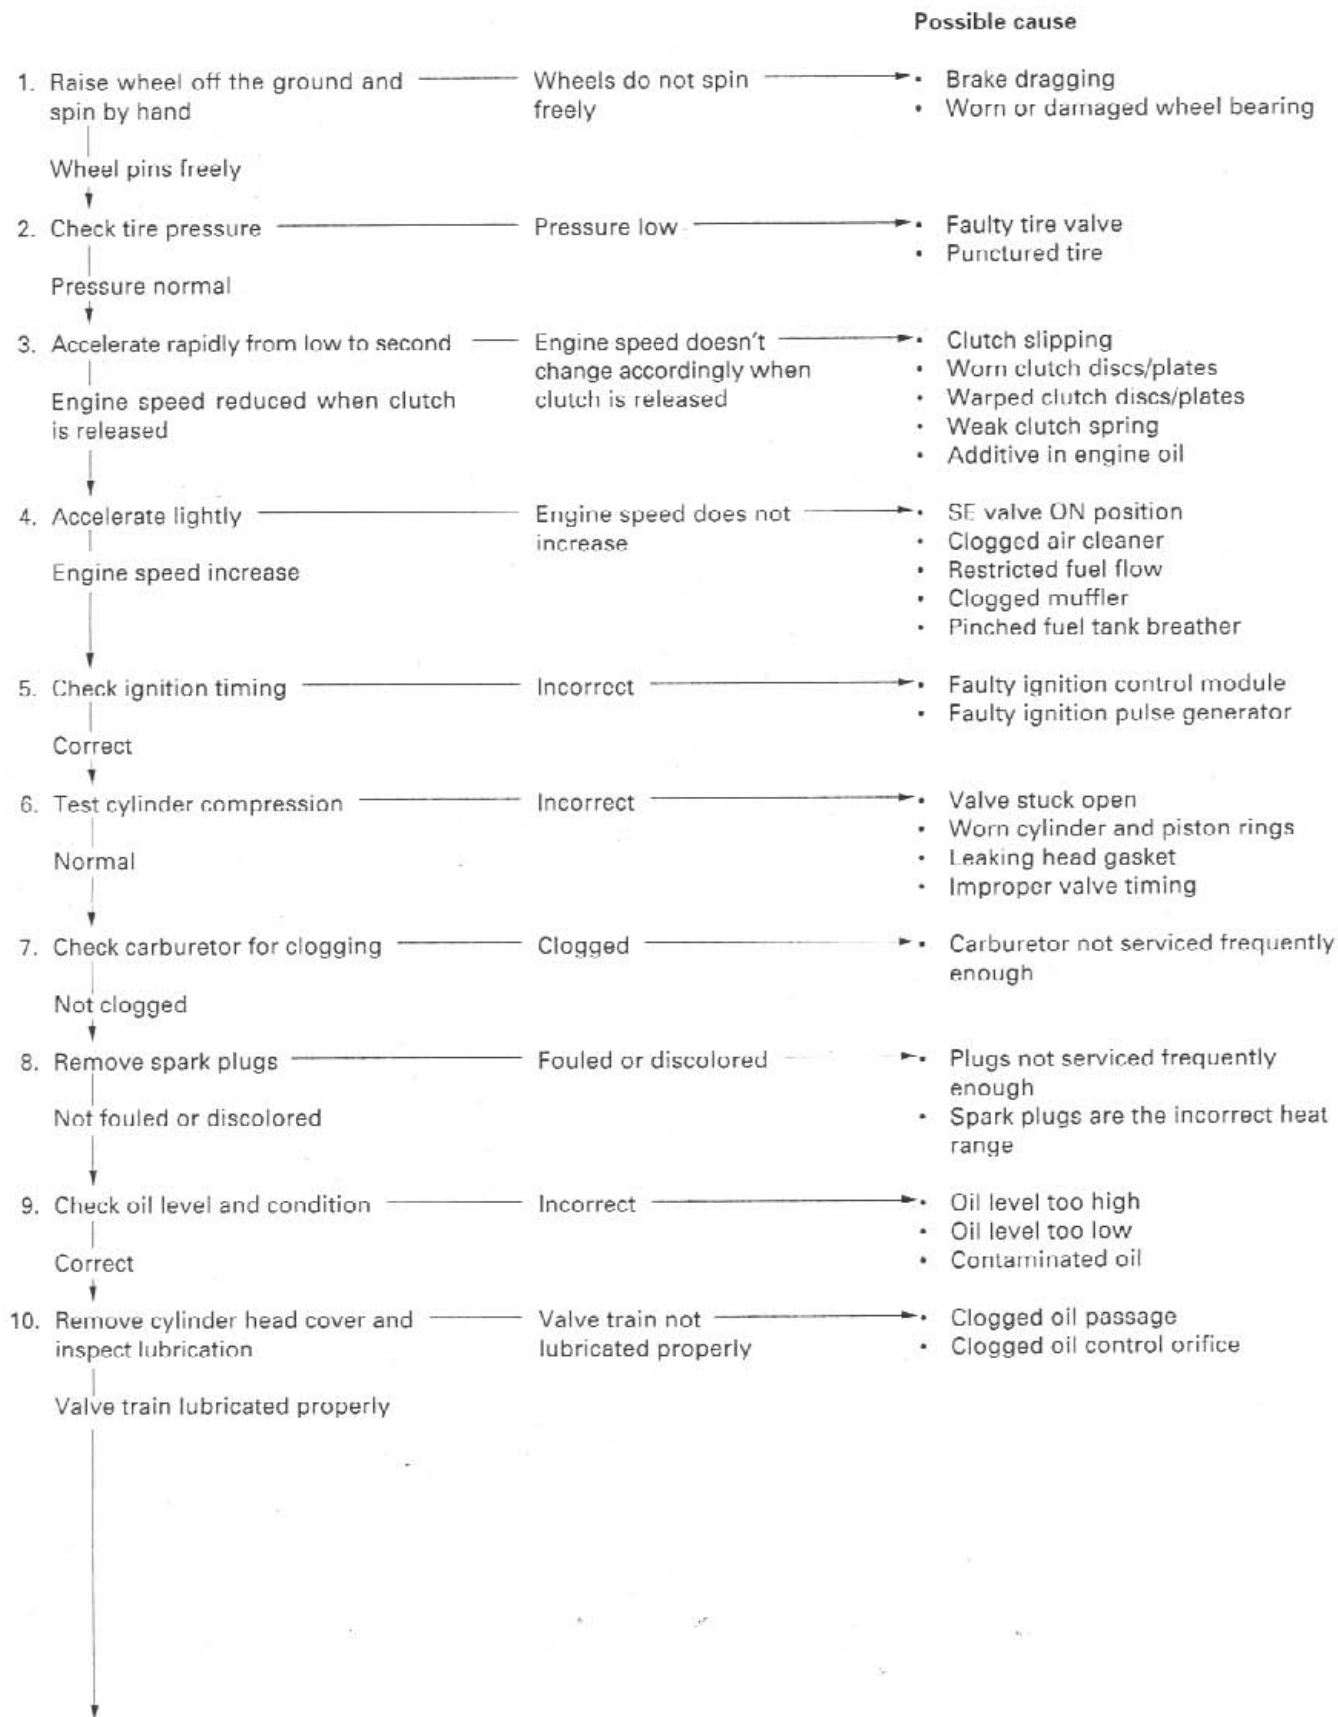 Possible cause
1. Raise wheel off the ground and
spin by hand
Wheels do not spin
freely
• Brake dragging
• Worn or damaged wheel bearing
Wheel pins freely
2. Check tire pressure
Pressure low
• Faulty tire valve
• Punctured tire
Pressure normal
3. Accelerate rapidly from low to second
Engine speed doesn't
change accordingly when
clutch is released
• Clutch slipping
• Worn clutch discs/plates
• Warped clutch discs/plates
• Weak clutch spring
• Additive in engine oil
Engine speed reduced when clutch
is released
4. Accelerate lightly
Engine speed does not
increase
• SE valve ON position
• Clogged air cleaner
• Restricted fuel flow
• Clogged muffler
• Pinched fuel tank breather
Engine speed increase
5. Check ignition timing
Incorrect
• Faulty ignition control module
• Faulty ignition pulse generator
Correct
6. Test cylinder compression
Incorrect
• Valve stuck open
• Worn cylinder and piston rings
• Leaking head gasket
• Improper valve timing
Normal
7. Check carburetor for clogging
Clogged
• Carburetor not serviced frequently
enough
Not clogged
8. Remove spark plugs
Fouled or discolored
• Plugs not serviced frequently
enough
• Spark plugs are the incorrect heat
range
Not fouled or discolored
9. Check oil level and condition
Incorrect
• Oil level too high
• Oil level too low
• Contaminated oil
Correct
10. Remove cylinder head cover and
inspect lubrication
Valve train not
lubricated properly
• Clogged oil passage
• Clogged oil control orifice
Valve train lubricated properly